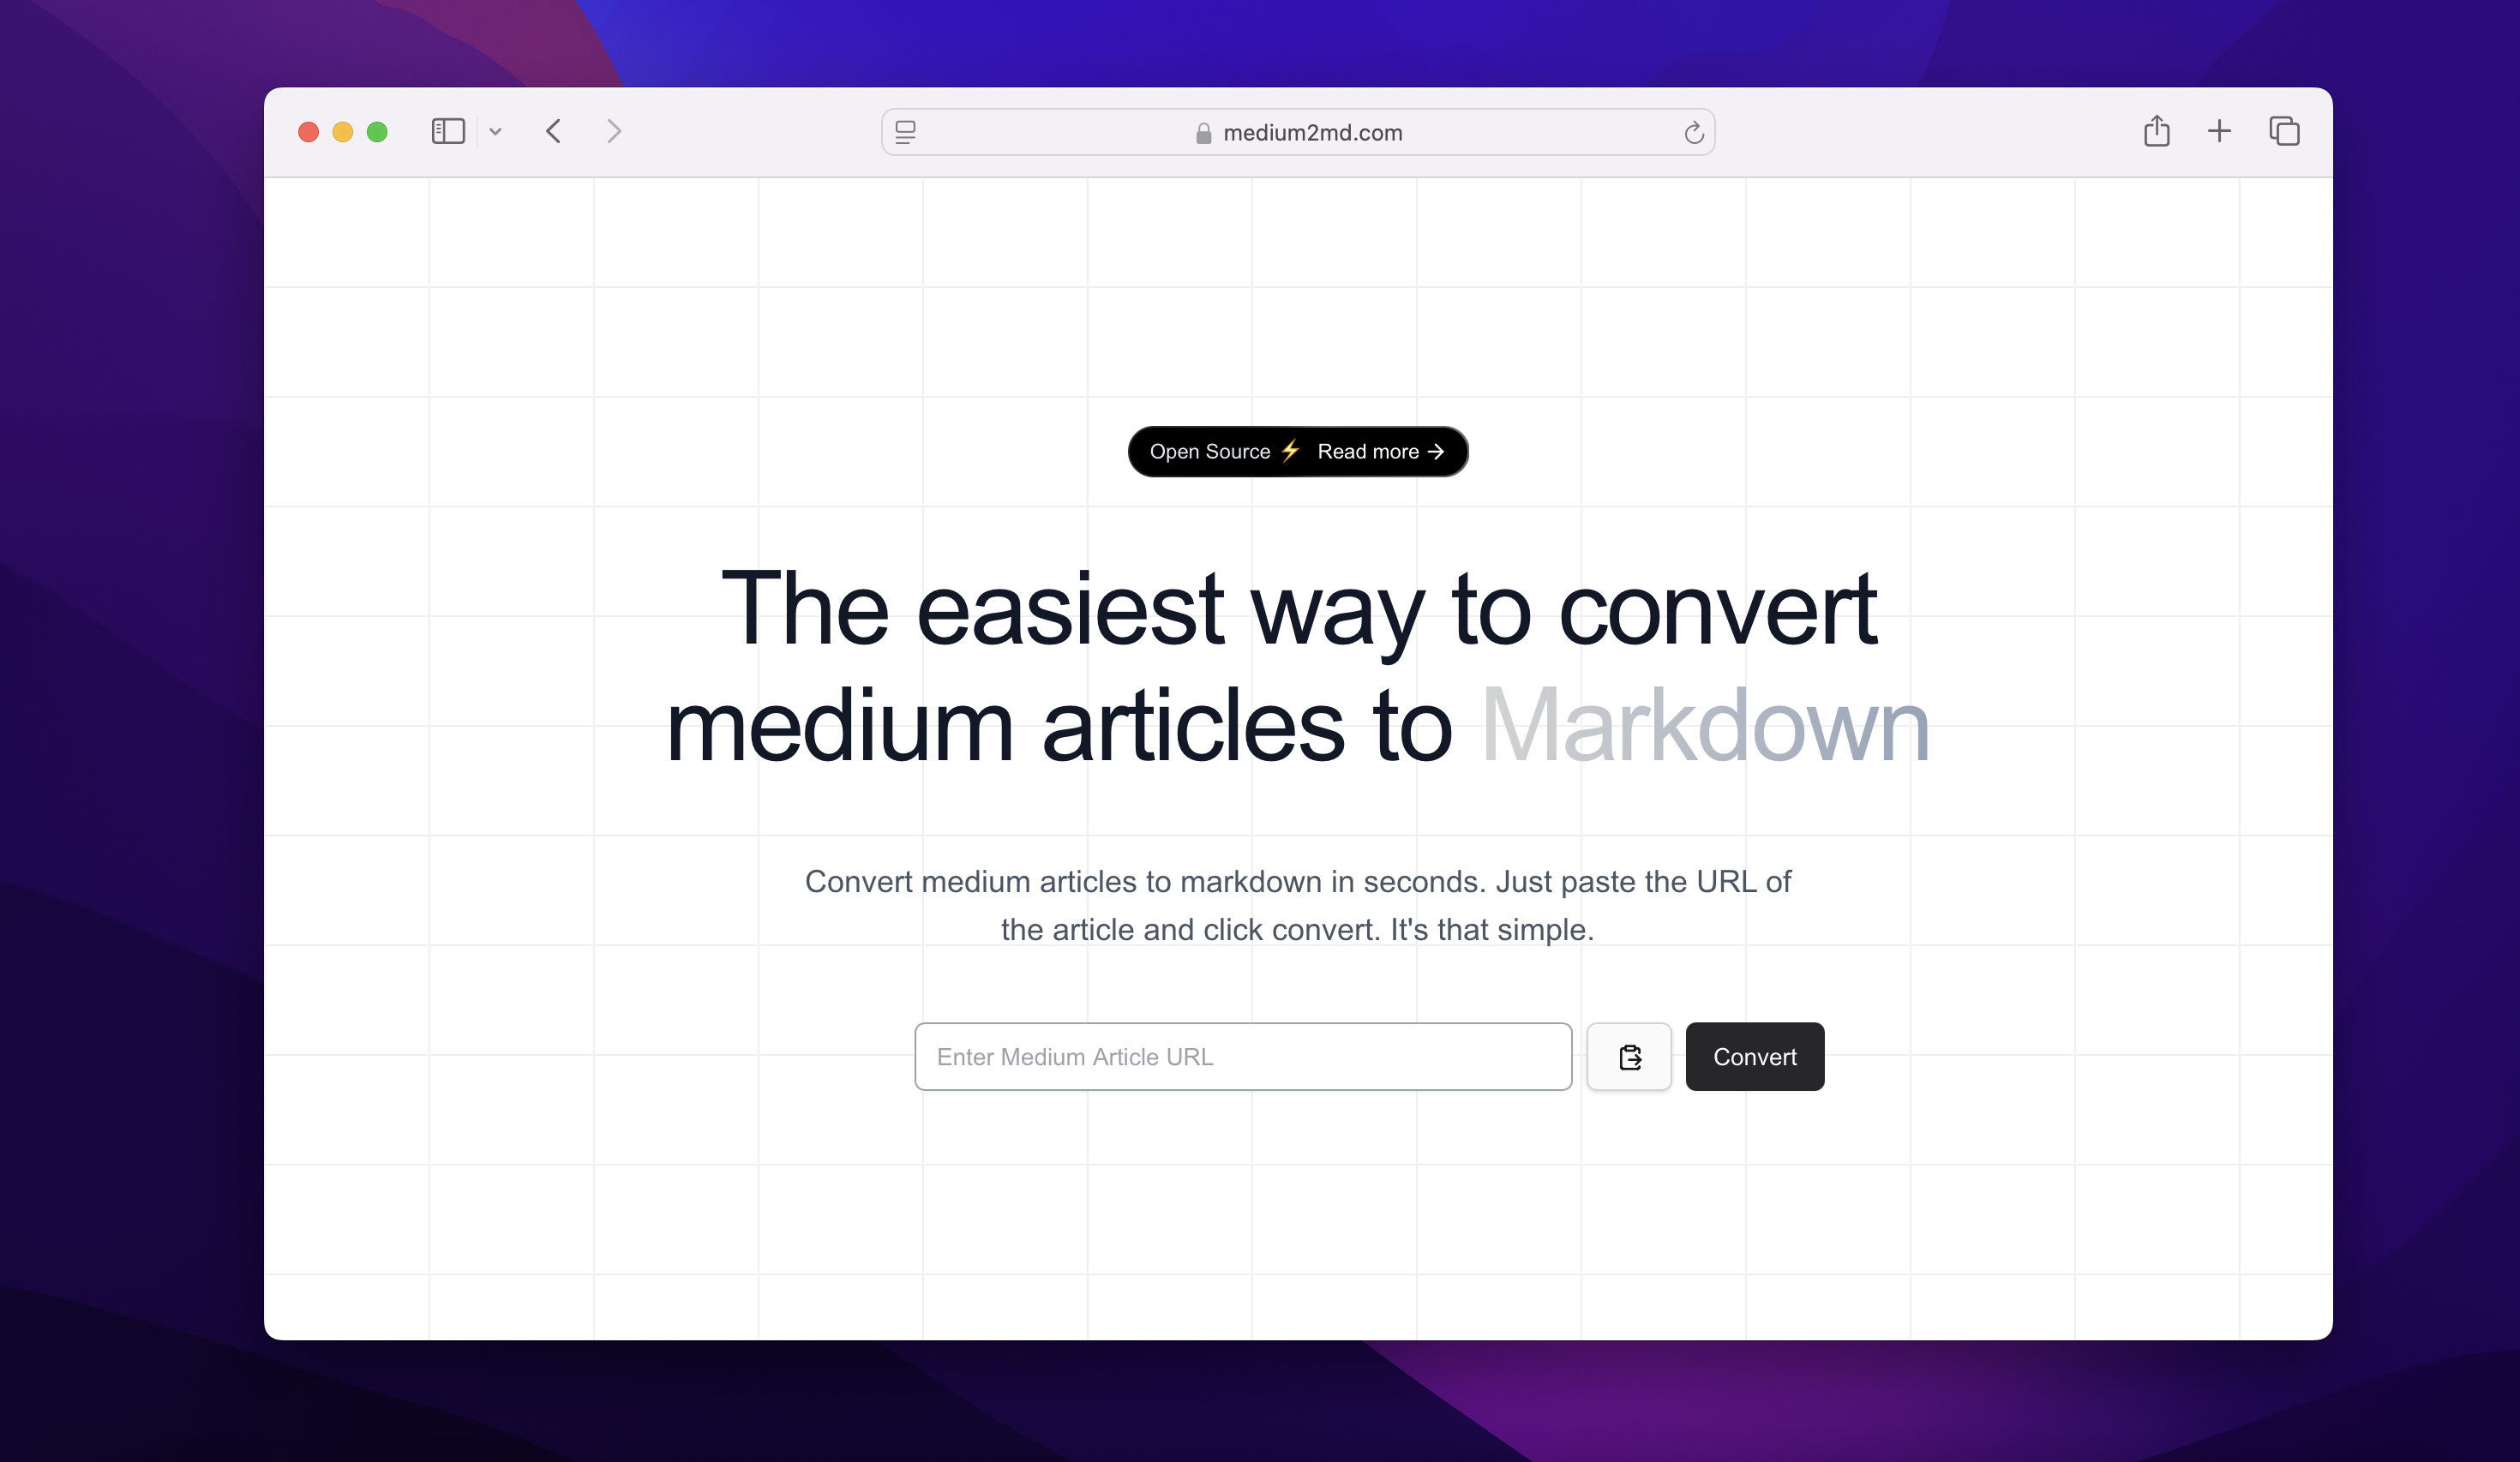 medium2md.com
Open Source ⚡ Read more →
The easiest way to convert
medium articles to Markdown
Convert medium articles to markdown in seconds. Just paste the URL of
the article and click convert. It's that simple.
Enter Medium Article URL
Convert